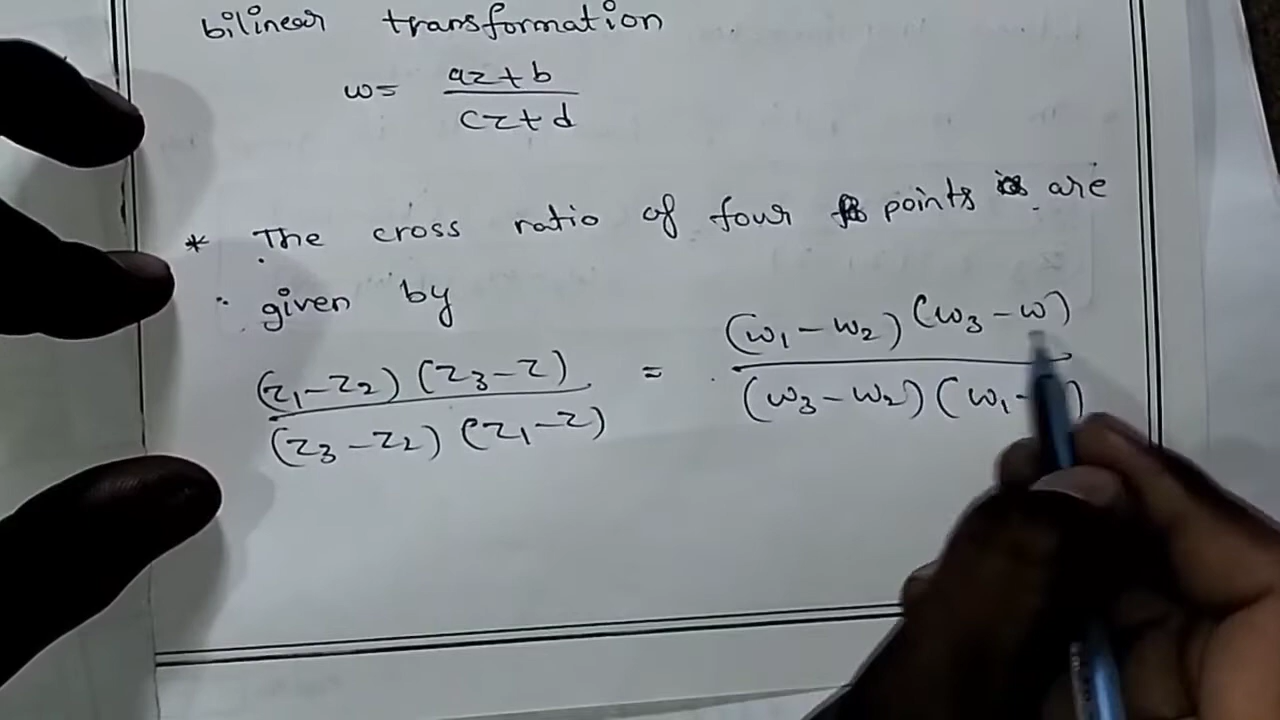 bilinear transformation
w = az+b / cz+d
* The cross ratio of four points are
given by
(z1-z2)(z3-z) / (z3-z2)(z1-z) = (w1-w2)(w3-w) / (w3-w2)(w1-